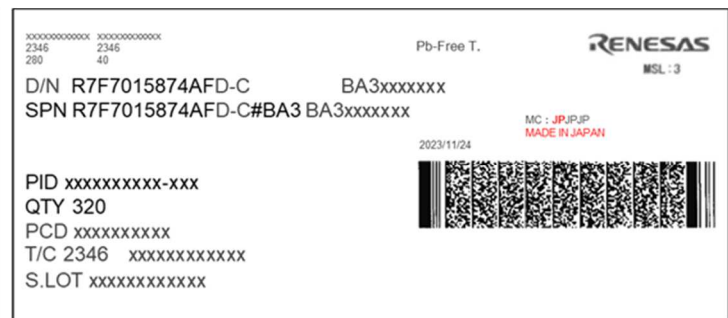 xxxxxxxxxxxx xxxxxxxxxxxx
2346 2346
280 40
Pb-Free T.
RENESAS
MSL:3
D/N R7F7015874AFD-C BA3xxxxxxx
SPN R7F7015874AFD-C#BA3 BA3xxxxxxx
MC : JPJPJP
MADE IN JAPAN
2023/11/24
PID xxxxxxxxxx-xxx
QTY 320
PCD xxxxxxxxxx
T/C 2346 xxxxxxxxxxxx
S.LOT xxxxxxxxxxxx